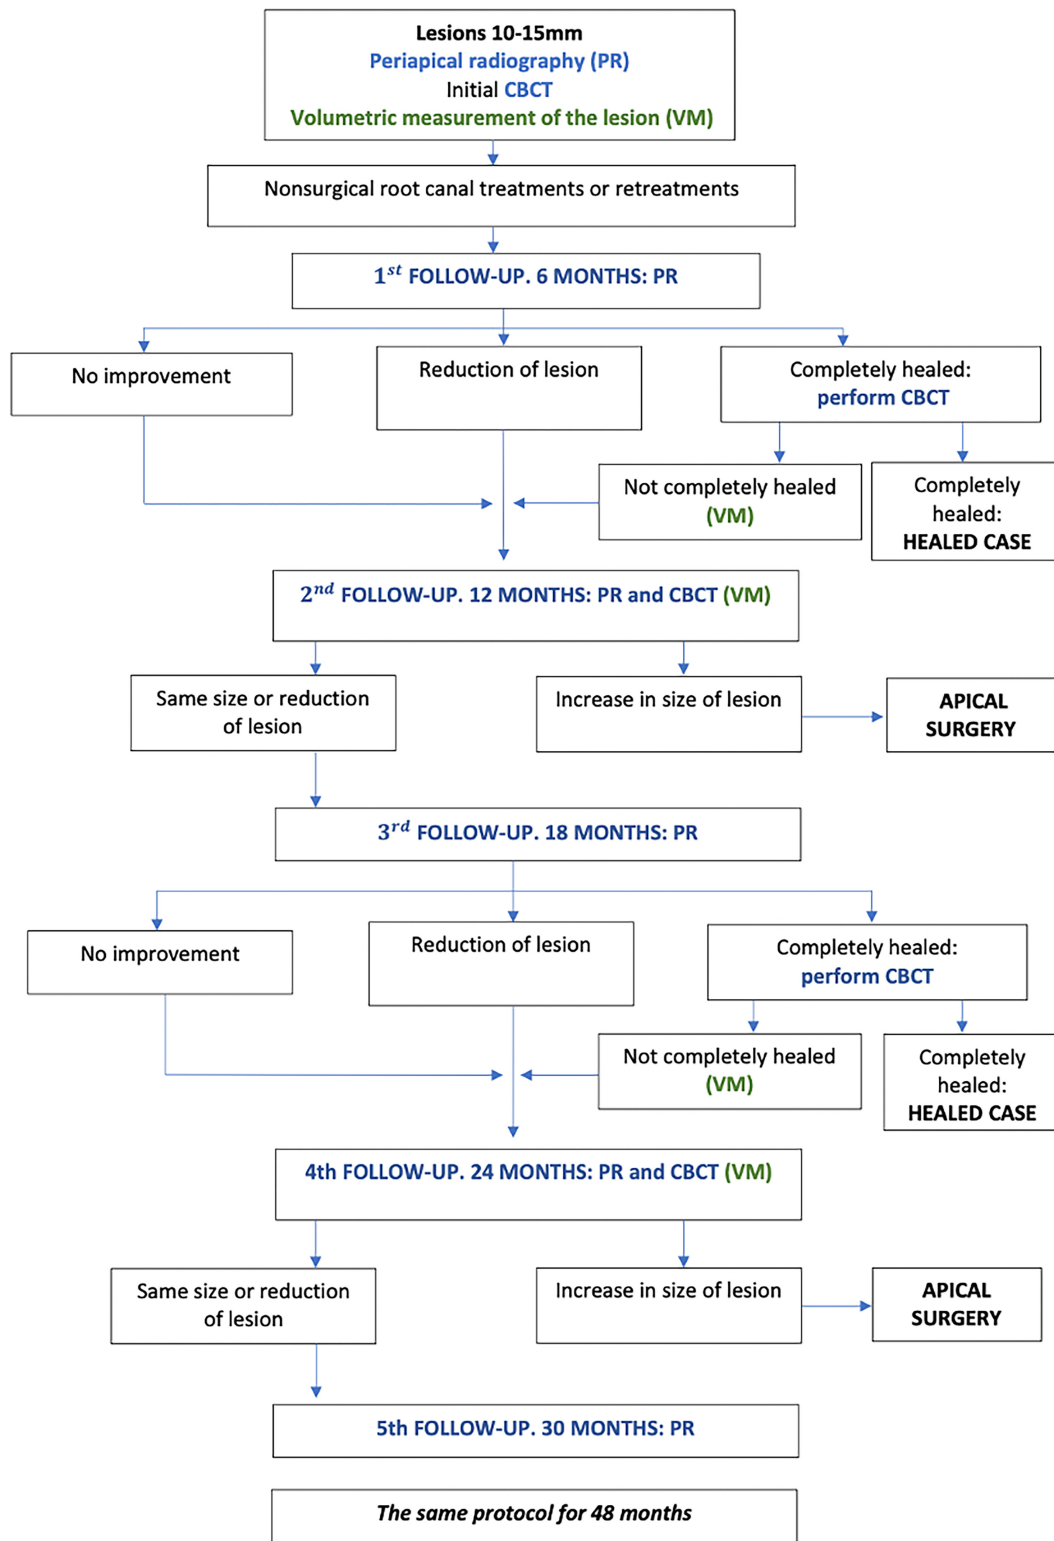 Lesions 10-15mm
Periapical radiography (PR)
Initial CBCT
Volumetric measurement of the lesion (VM)
Nonsurgical root canal treatments or retreatments
1st FOLLOW-UP. 6 MONTHS: PR
No improvement
Reduction of lesion
Completely healed:
perform CBCT
Not completely healed
(VM)
Completely
healed:
HEALED CASE
2nd FOLLOW-UP. 12 MONTHS: PR and CBCT (VM)
Same size or reduction
of lesion
Increase in size of lesion
APICAL
SURGERY
3rd FOLLOW-UP. 18 MONTHS: PR
No improvement
Reduction of lesion
Completely healed:
perform CBCT
Not completely healed
(VM)
Completely
healed:
HEALED CASE
4th FOLLOW-UP. 24 MONTHS: PR and CBCT (VM)
Same size or reduction
of lesion
Increase in size of lesion
APICAL
SURGERY
5th FOLLOW-UP. 30 MONTHS: PR
The same protocol for 48 months